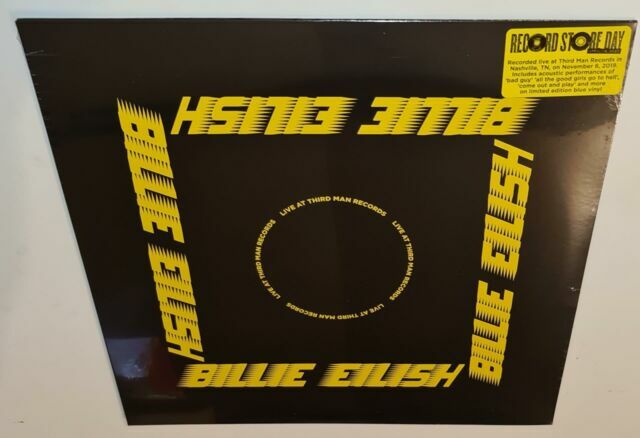 RECORD STORE DAY
Recorded live at Third Man Records in
Nashville, TN, on November 6, 2019.
Includes acoustic performances of
'bad guy' 'all the good girls go to hell',
'come out and play' and more
on limited edition blue vinyl
BILLIE EILISH
BILLIE EILISH
BILLIE EILISH
BILLIE EILISH
LIVE AT THIRD MAN RECORDS
LIVE AT THIRD MAN RECORDS
LIVE AT THIRD MAN RECORDS
LIVE AT THIRD MAN RECORDS